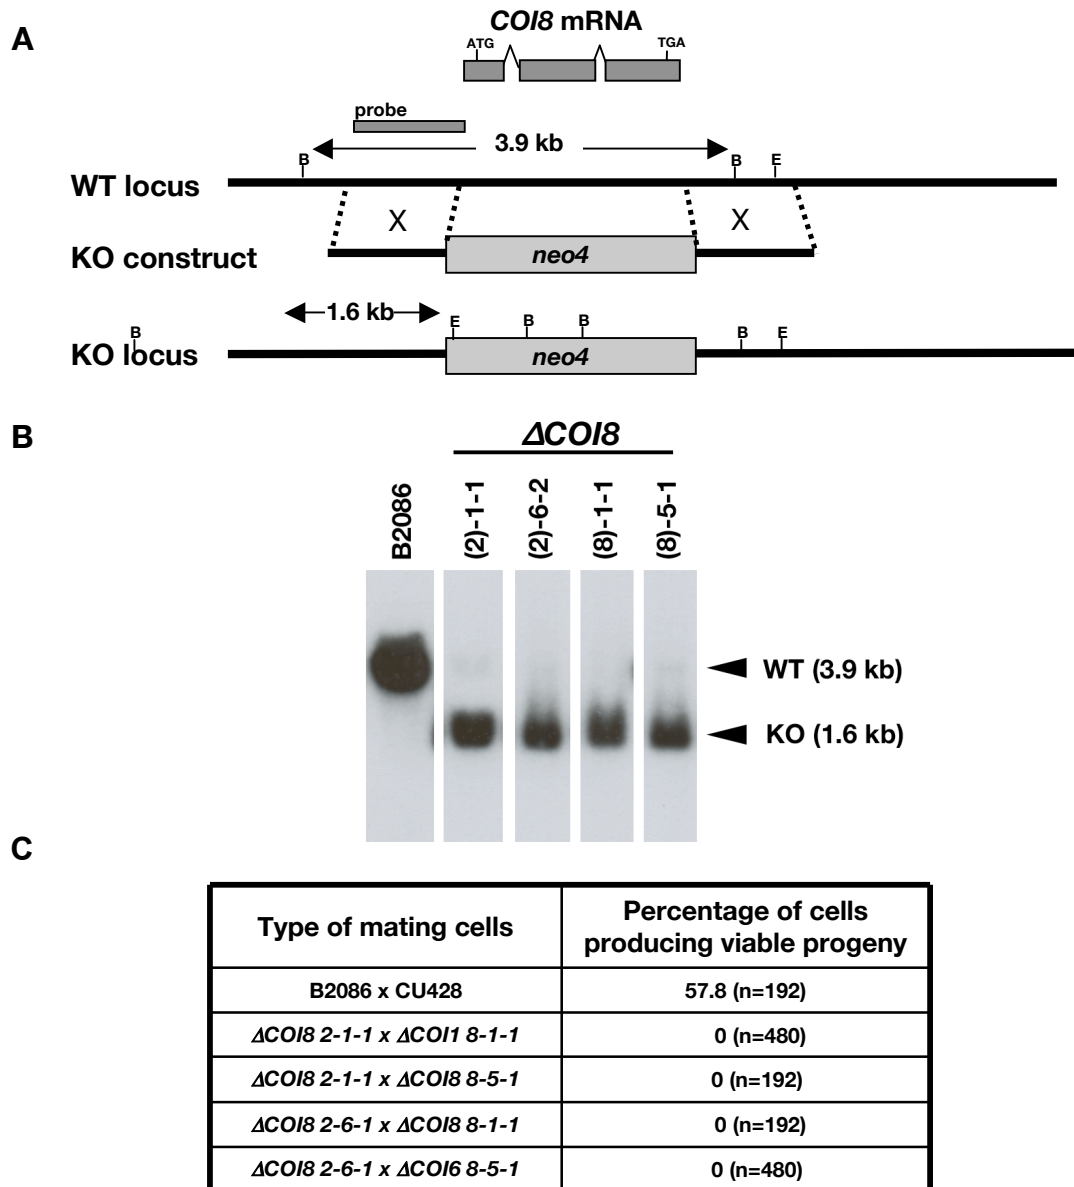 A
COI8 mRNA
ATG
TGA
probe
3.9 kb
B
B
E
WT locus
X
X
KO construct
neo4
1.6 kb
B
E
B
B
B
E
KO locus
neo4
B
ΔCOI8
B2086
(2)-1-1
(2)-6-2
(8)-1-1
(8)-5-1
WT (3.9 kb)
KO (1.6 kb)
C
Type of mating cells
Percentage of cells
producing viable progeny
B2086 x CU428
57.8 (n=192)
ΔCOI8 2-1-1 x ΔCOI1 8-1-1
0 (n=480)
ΔCOI8 2-1-1 x ΔCOI8 8-5-1
0 (n=192)
ΔCOI8 2-6-1 x ΔCOI8 8-1-1
0 (n=192)
ΔCOI8 2-6-1 x ΔCOI6 8-5-1
0 (n=480)